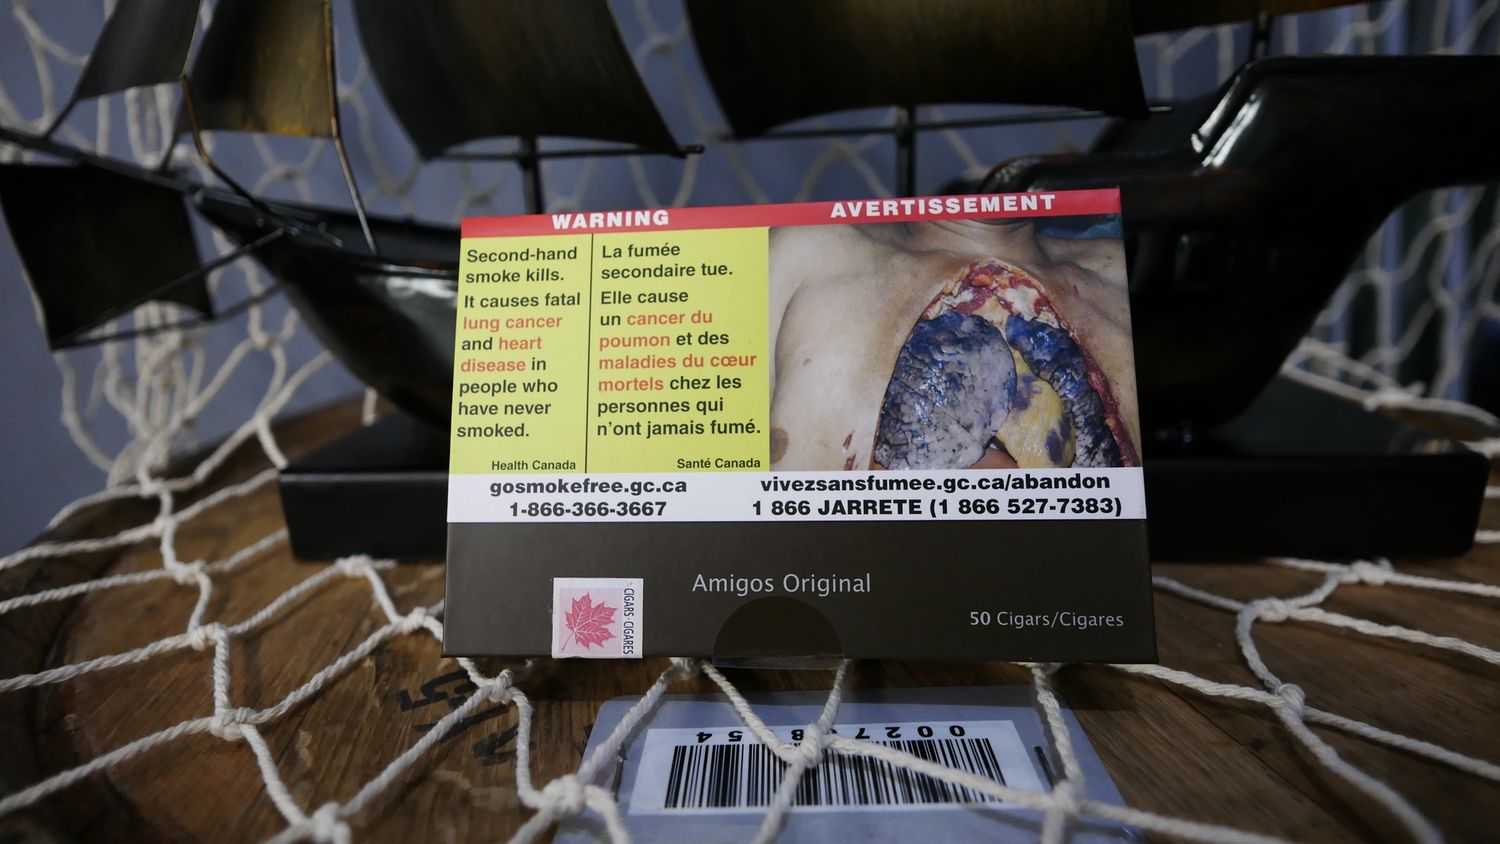 WARNING
AVERTISSEMENT
Second-hand
smoke kills.
It causes fatal
lung cancer
and heart
disease in
people who
have never
smoked.
Health Canada
La fumée
secondaire tue.
Elle cause
un cancer du
poumon et des
maladies du cœur
mortels chez les
personnes qui
n'ont jamais fumé.
Santé Canada
gosmokefree.gc.ca
1-866-366-3667
vivezsansfumee.gc.ca/abandon
1 866 JARRETE (1 866 527-7383)
Amigos Original
50 Cigars/Cigares
CIGARS-CIGARES